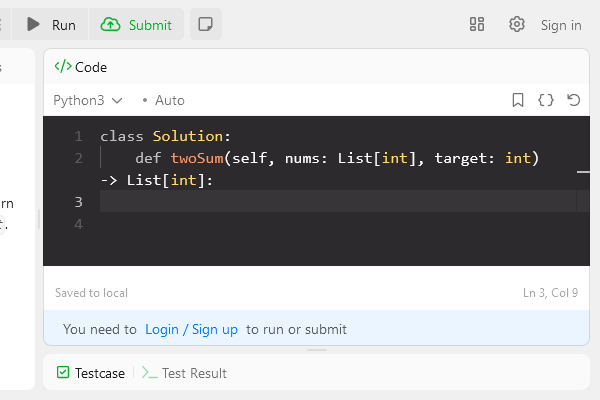 Run Submit Sign in
s
</> Code
Python3 • Auto
1 class Solution:
2 def twoSum(self, nums: List[int], target: int)
-> List[int]:
3
4
rn
t.
Saved to local Ln 3, Col 9
You need to Login / Sign up to run or submit
Testcase Test Result